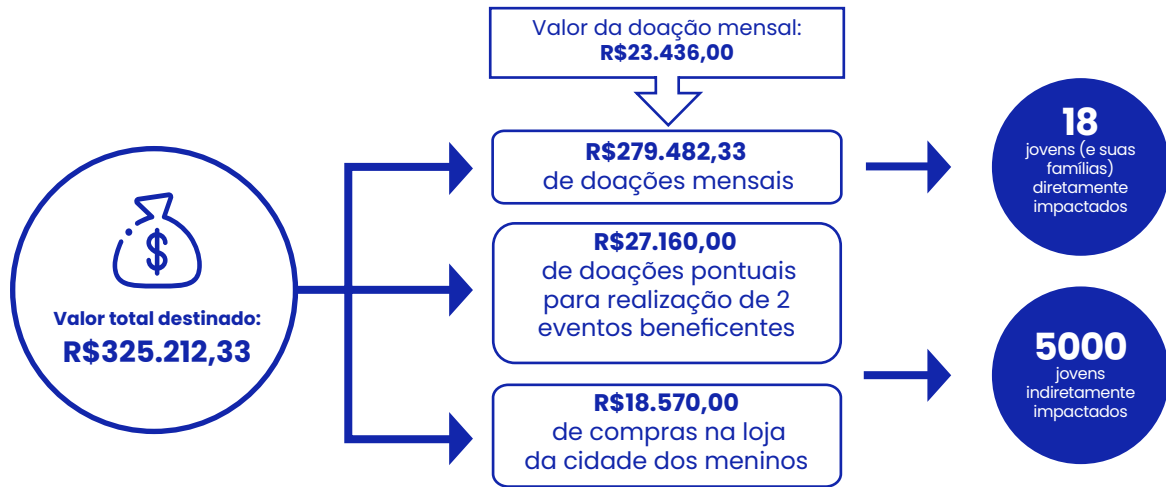 Valor da doação mensal:
R$23.436,00
Valor total destinado:
R$325.212,33
R$279.482,33
de doações mensais
R$27.160,00
de doações pontuais
para realização de 2
eventos beneficentes
R$18.570,00
de compras na loja
da cidade dos meninos
18
jovens (e suas
famílias)
diretamente
impactados
5000
jovens
indiretamente
impactados